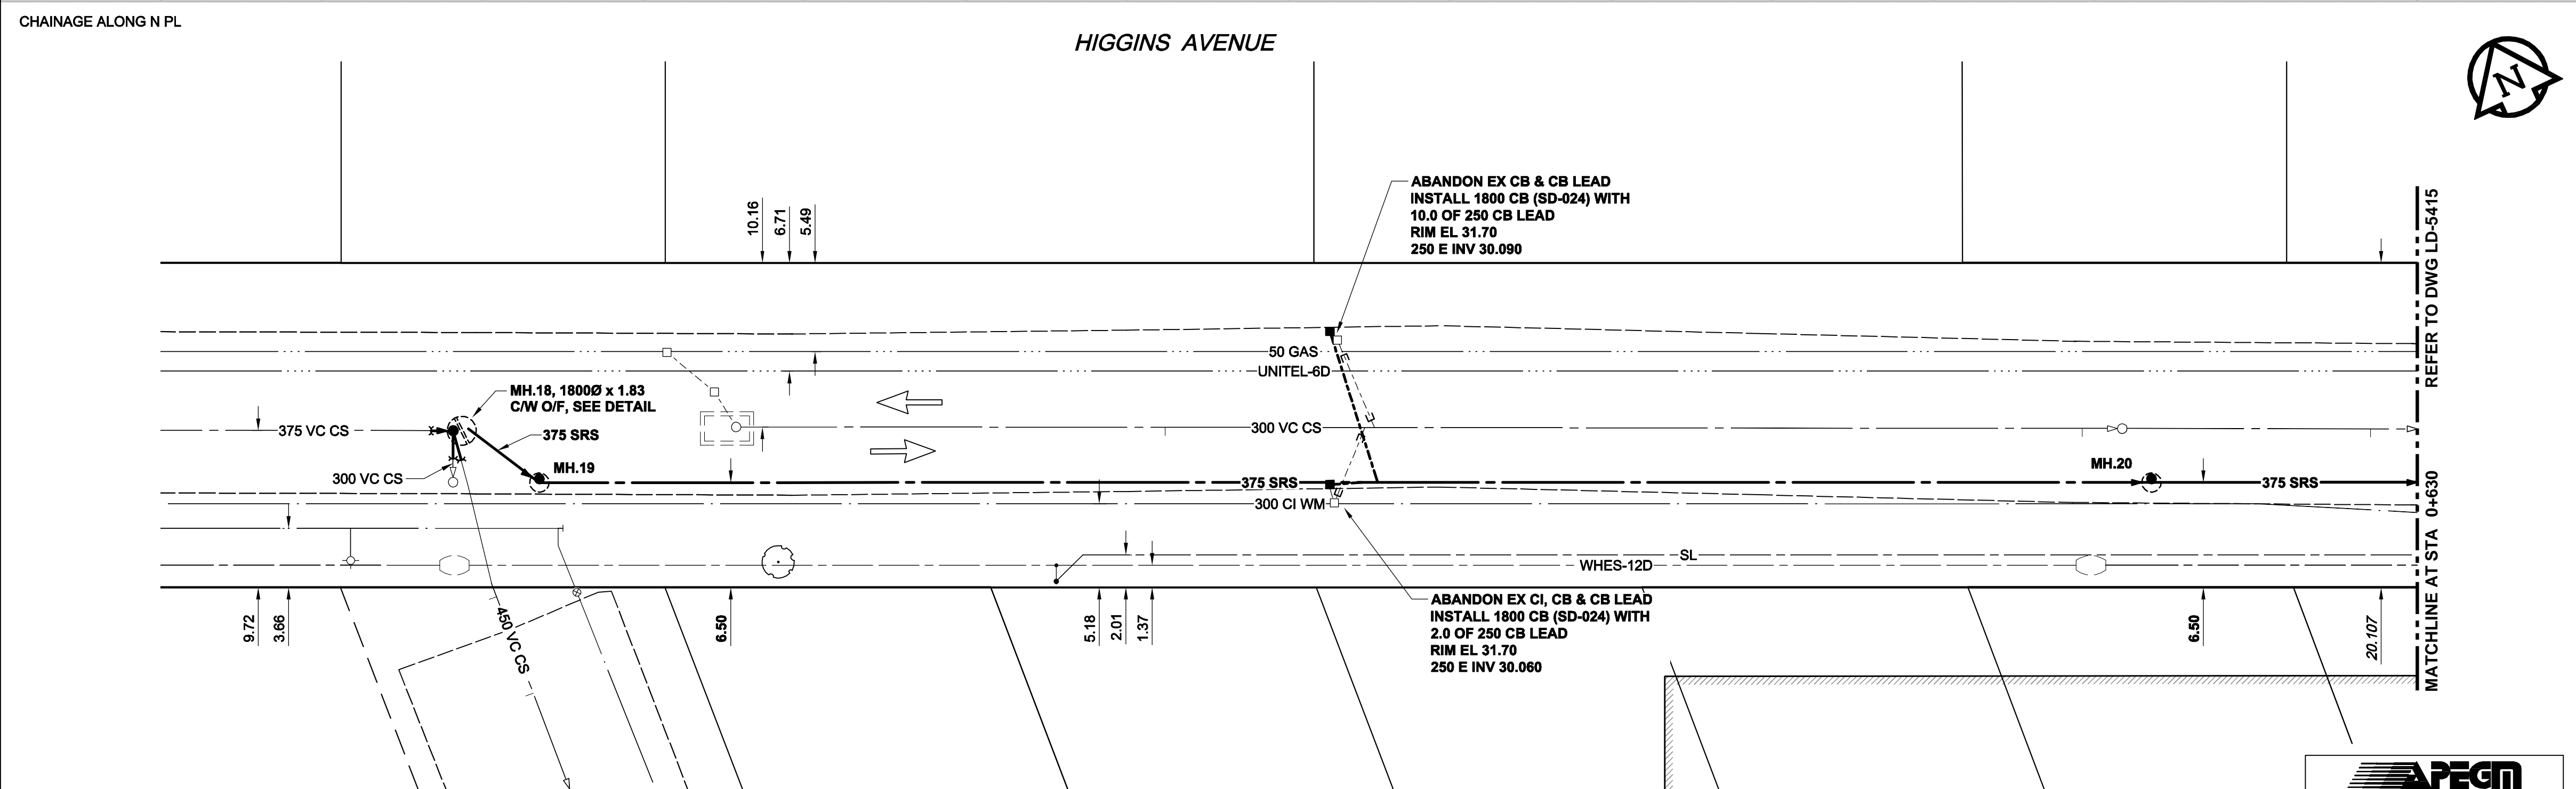 CHAINAGE ALONG N PL
HIGGINS AVENUE
N
ABANDON EX CB & CB LEAD
INSTALL 1800 CB (SD-024) WITH
10.0 OF 250 CB LEAD
RIM EL 31.70
250 E INV 30.090
10.16
6.71
5.49
REFER TO DWG LD-5415
50 GAS
UNITEL-6D
MH.18, 1800Ø x 1.83
C/W O/F, SEE DETAIL
375 VC CS
375 SRS
300 VC CS
MH.19
MH.20
300 VC CS
375 SRS
375 SRS
300 CI WM
SL
WHES-12D
MATCHLINE AT STA 0+630
ABANDON EX CI, CB & CB LEAD
INSTALL 1800 CB (SD-024) WITH
2.0 OF 250 CB LEAD
RIM EL 31.70
250 E INV 30.060
9.72
3.66
450 VC CS
6.50
5.18
2.01
1.37
6.50
20.107
APEGM